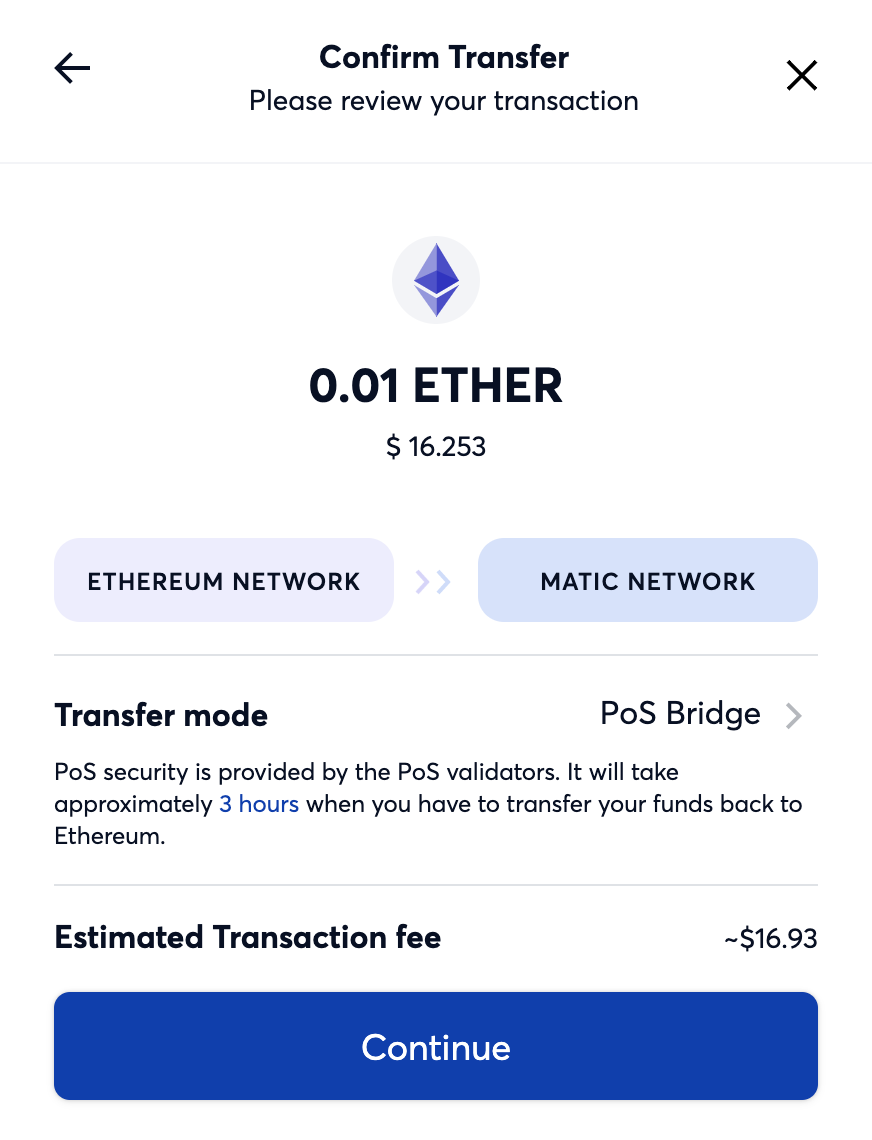 Confirm Transfer
Please review your transaction
0.01 ETHER
$ 16.253
ETHEREUM NETWORK
MATIC NETWORK
Transfer mode
PoS Bridge
PoS security is provided by the PoS validators. It will take
approximately 3 hours when you have to transfer your funds back to
Ethereum.
Estimated Transaction fee
~$16.93
Continue